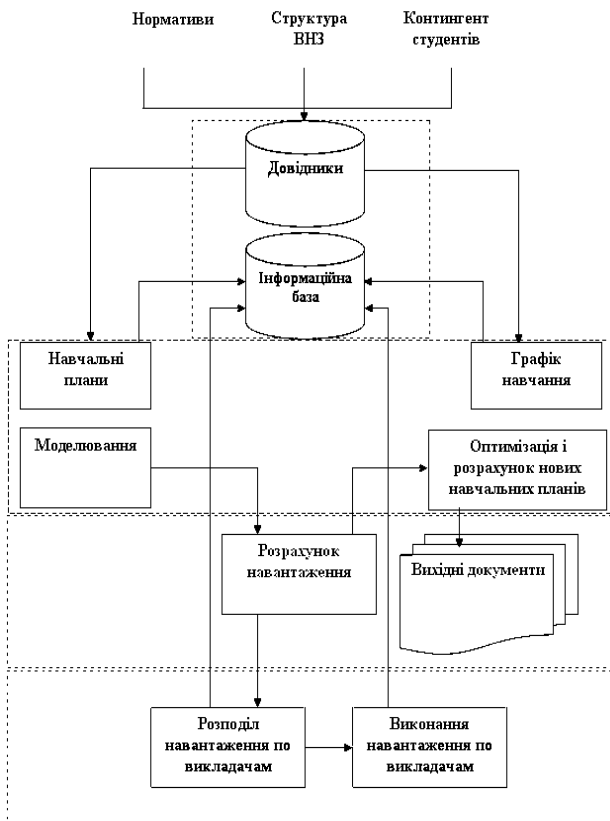 Нормативи
Структура
ВНЗ
Контингент
студентів
Довідники
Інформаційна
база
Навчальні
плани
Графік
навчання
Моделювання
Оптимізація і
розрахунок нових
навчальних планів
Розрахунок
навантаження
Вихідні документи
Розподіл
навантаження по
викладачам
Виконання
навантаження по
викладачам